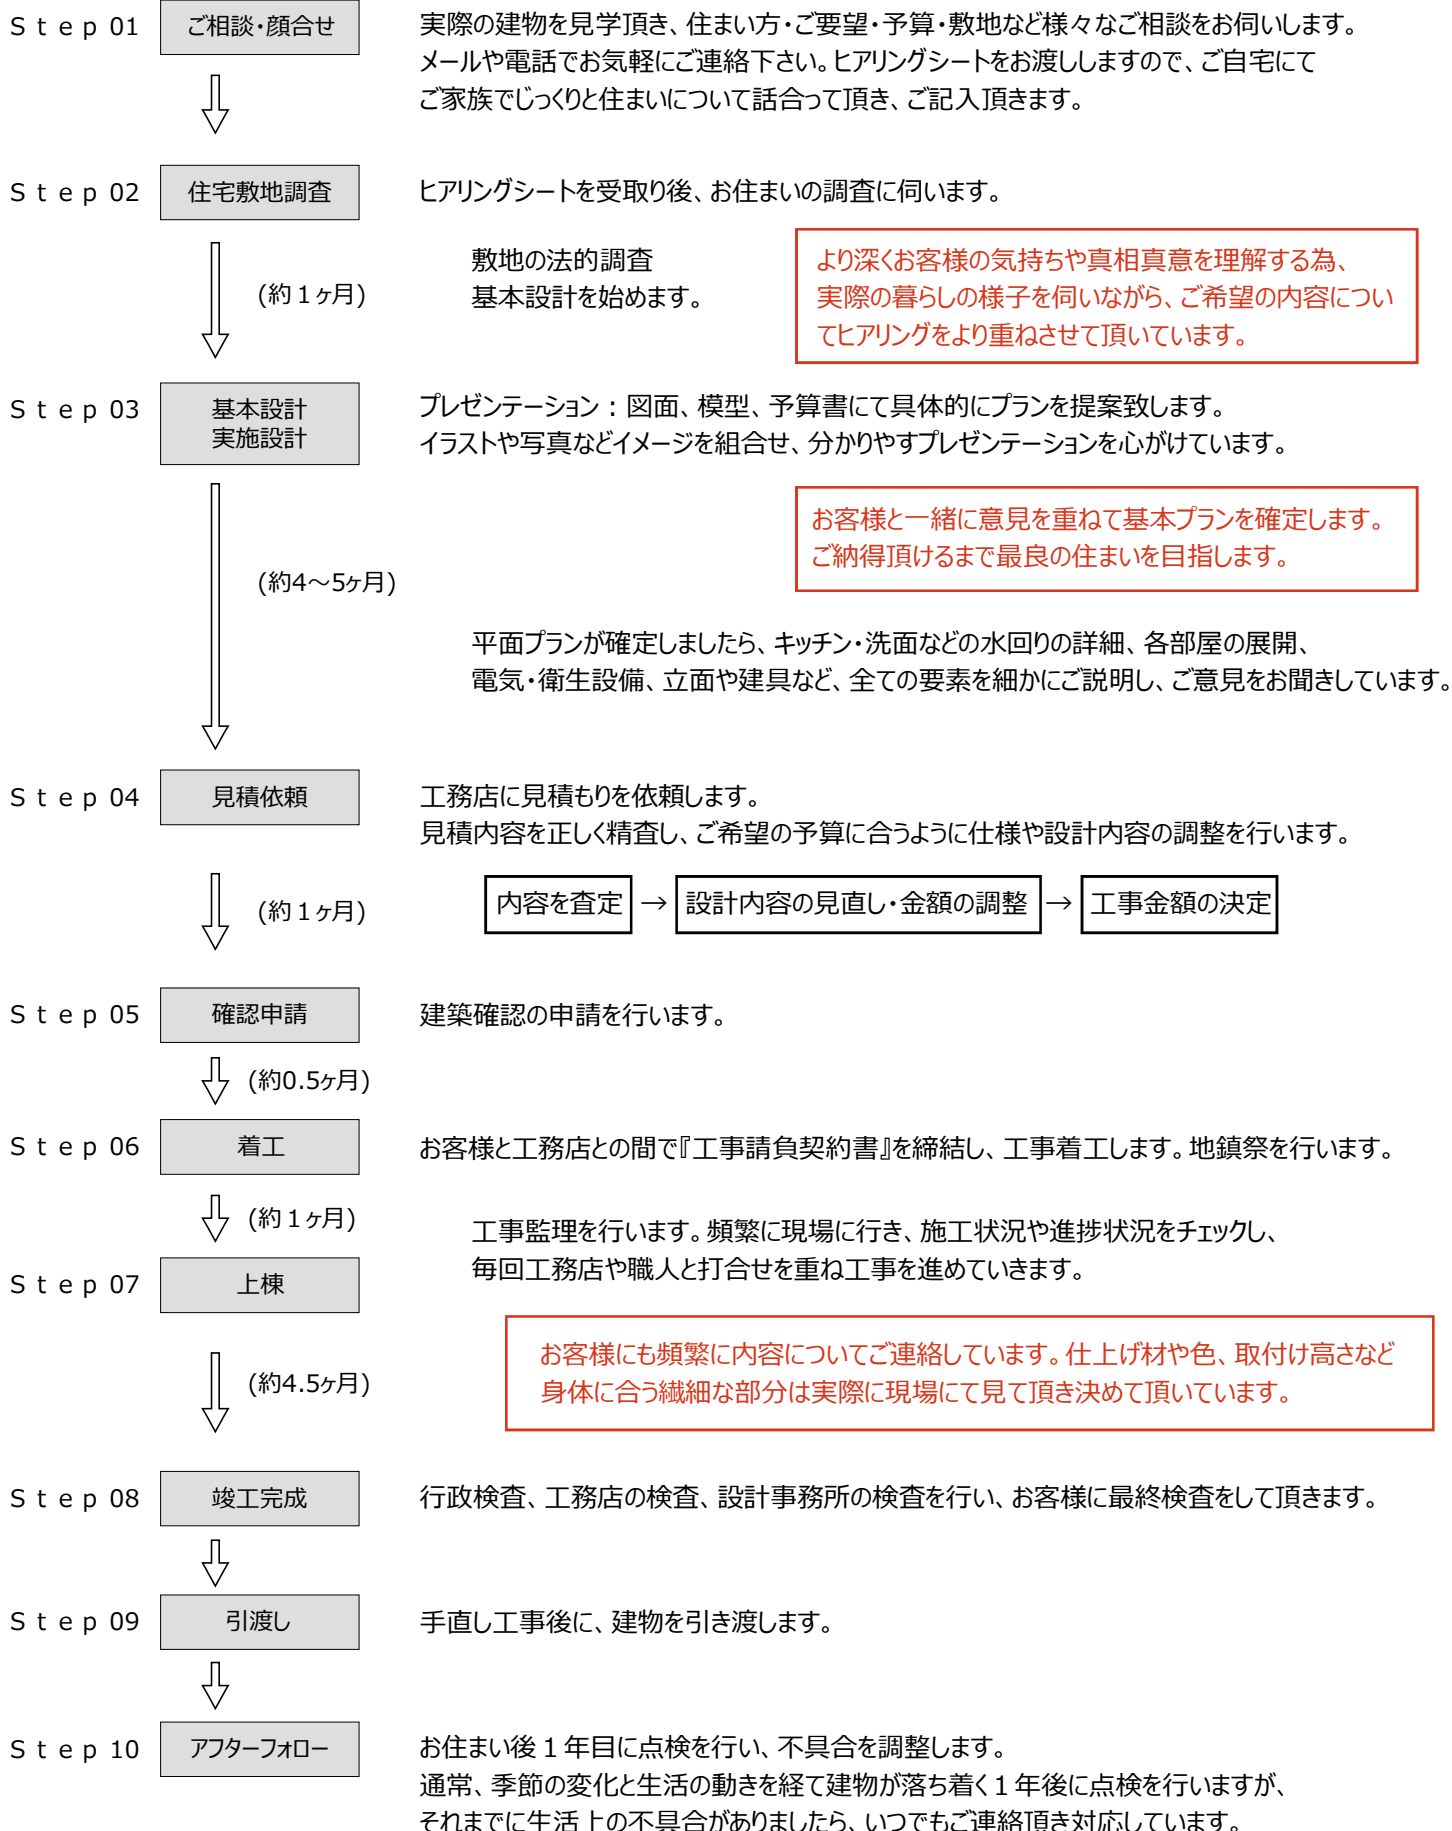 Step 01 ご相談・顔合せ 実際の建物を見学頂き、住まい方・ご要望・予算・敷地など様々なご相談をお伺いします。
メールや電話でお気軽にご連絡下さい。ヒアリングシートをお渡ししますので、ご自宅にて
ご家族でじっくりと住まいについて話合って頂き、ご記入頂きます。
Step 02 住宅敷地調査 ヒアリングシートを受取り後、お住まいの調査に伺います。
(約1ヶ月)
敷地の法的調査
基本設計を始めます。
より深くお客様の気持ちや真相真意を理解する為、
実際の暮らしの様子を伺いながら、ご希望の内容につい
てヒアリングをより重ねさせて頂いています。
Step 03 基本設計
実施設計
プレゼンテーション：図面、模型、予算書にて具体的にプランを提案致します。
イラストや写真などイメージを組合せ、分かりやすプレゼンテーションを心がけています。
お客様と一緒に意見を重ねて基本プランを確定します。
ご納得頂けるまで最良の住まいを目指します。
(約4～5ヶ月)
平面プランが確定しましたら、キッチン・洗面などの水回りの詳細、各部屋の展開、
電気・衛生設備、立面や建具など、全ての要素を細かにご説明し、ご意見をお聞きしています。
Step 04 見積依頼 工務店に見積もりを依頼します。
見積内容を正しく精査し、ご希望の予算に合うように仕様や設計内容の調整を行います。
(約1ヶ月)
内容を査定 → 設計内容の見直し・金額の調整 → 工事金額の決定
Step 05 確認申請 建築確認の申請を行います。
(約0.5ヶ月)
Step 06 着工 お客様と工務店との間で『工事請負契約書』を締結し、工事着工します。地鎮祭を行います。
(約1ヶ月)
工事監理を行います。頻繁に現場に行き、施工状況や進捗状況をチェックし、
毎回工務店や職人と打合せを重ね工事を進めていきます。
Step 07 上棟
お客様にも頻繁に内容についてご連絡しています。仕上げ材や色、取付け高さなど
身体に合う繊細な部分は実際に現場にて見て頂き決めて頂いています。
(約4.5ヶ月)
Step 08 竣工完成 行政検査、工務店の検査、設計事務所の検査を行い、お客様に最終検査をして頂きます。
Step 09 引渡し 手直し工事後に、建物を引き渡します。
Step 10 アフターフォロー お住まい後1年目に点検を行い、不具合を調整します。
通常、季節の変化と生活の動きを経て建物が落ち着く1年後に点検を行いますが、
それまでに生活上の不具合がありましたら、いつでもご連絡頂き対応しています。